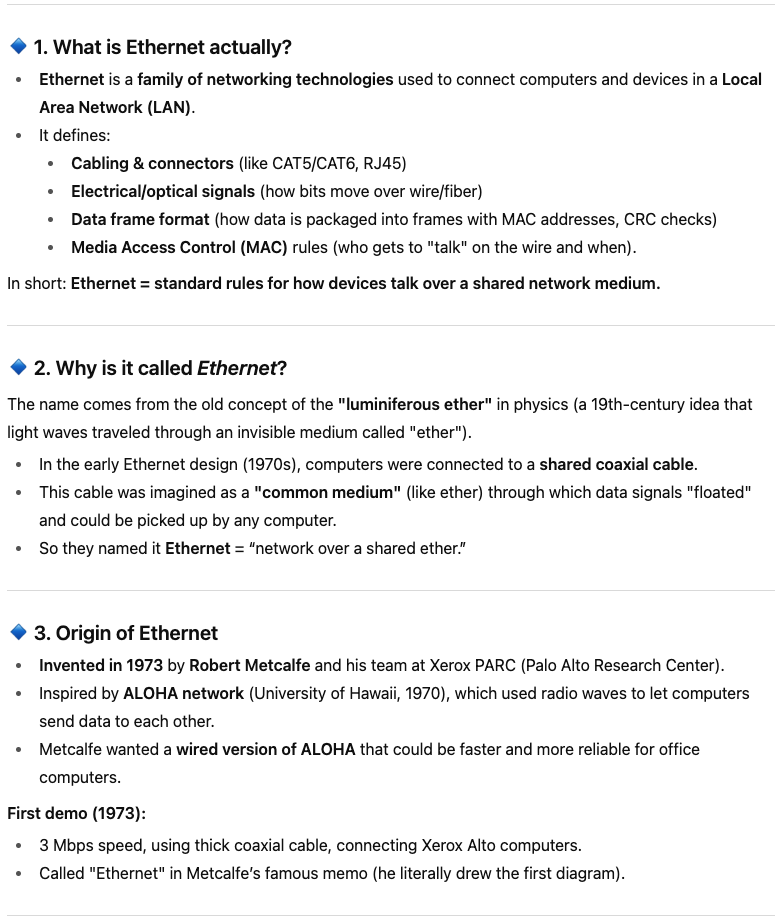 1. What is Ethernet actually?
Ethernet is a family of networking technologies used to connect computers and devices in a Local
Area Network (LAN).
It defines:
Cabling & connectors (like CAT5/CAT6, RJ45)
Electrical/optical signals (how bits move over wire/fiber)
Data frame format (how data is packaged into frames with MAC addresses, CRC checks)
Media Access Control (MAC) rules (who gets to "talk" on the wire and when).
In short: Ethernet = standard rules for how devices talk over a shared network medium.
2. Why is it called Ethernet?
The name comes from the old concept of the "luminiferous ether" in physics (a 19th-century idea that
light waves traveled through an invisible medium called "ether").
In the early Ethernet design (1970s), computers were connected to a shared coaxial cable.
This cable was imagined as a "common medium" (like ether) through which data signals "floated"
and could be picked up by any computer.
So they named it Ethernet = “network over a shared ether.”
3. Origin of Ethernet
Invented in 1973 by Robert Metcalfe and his team at Xerox PARC (Palo Alto Research Center).
Inspired by ALOHA network (University of Hawaii, 1970), which used radio waves to let computers
send data to each other.
Metcalfe wanted a wired version of ALOHA that could be faster and more reliable for office
computers.
First demo (1973):
3 Mbps speed, using thick coaxial cable, connecting Xerox Alto computers.
Called "Ethernet" in Metcalfe’s famous memo (he literally drew the first diagram).